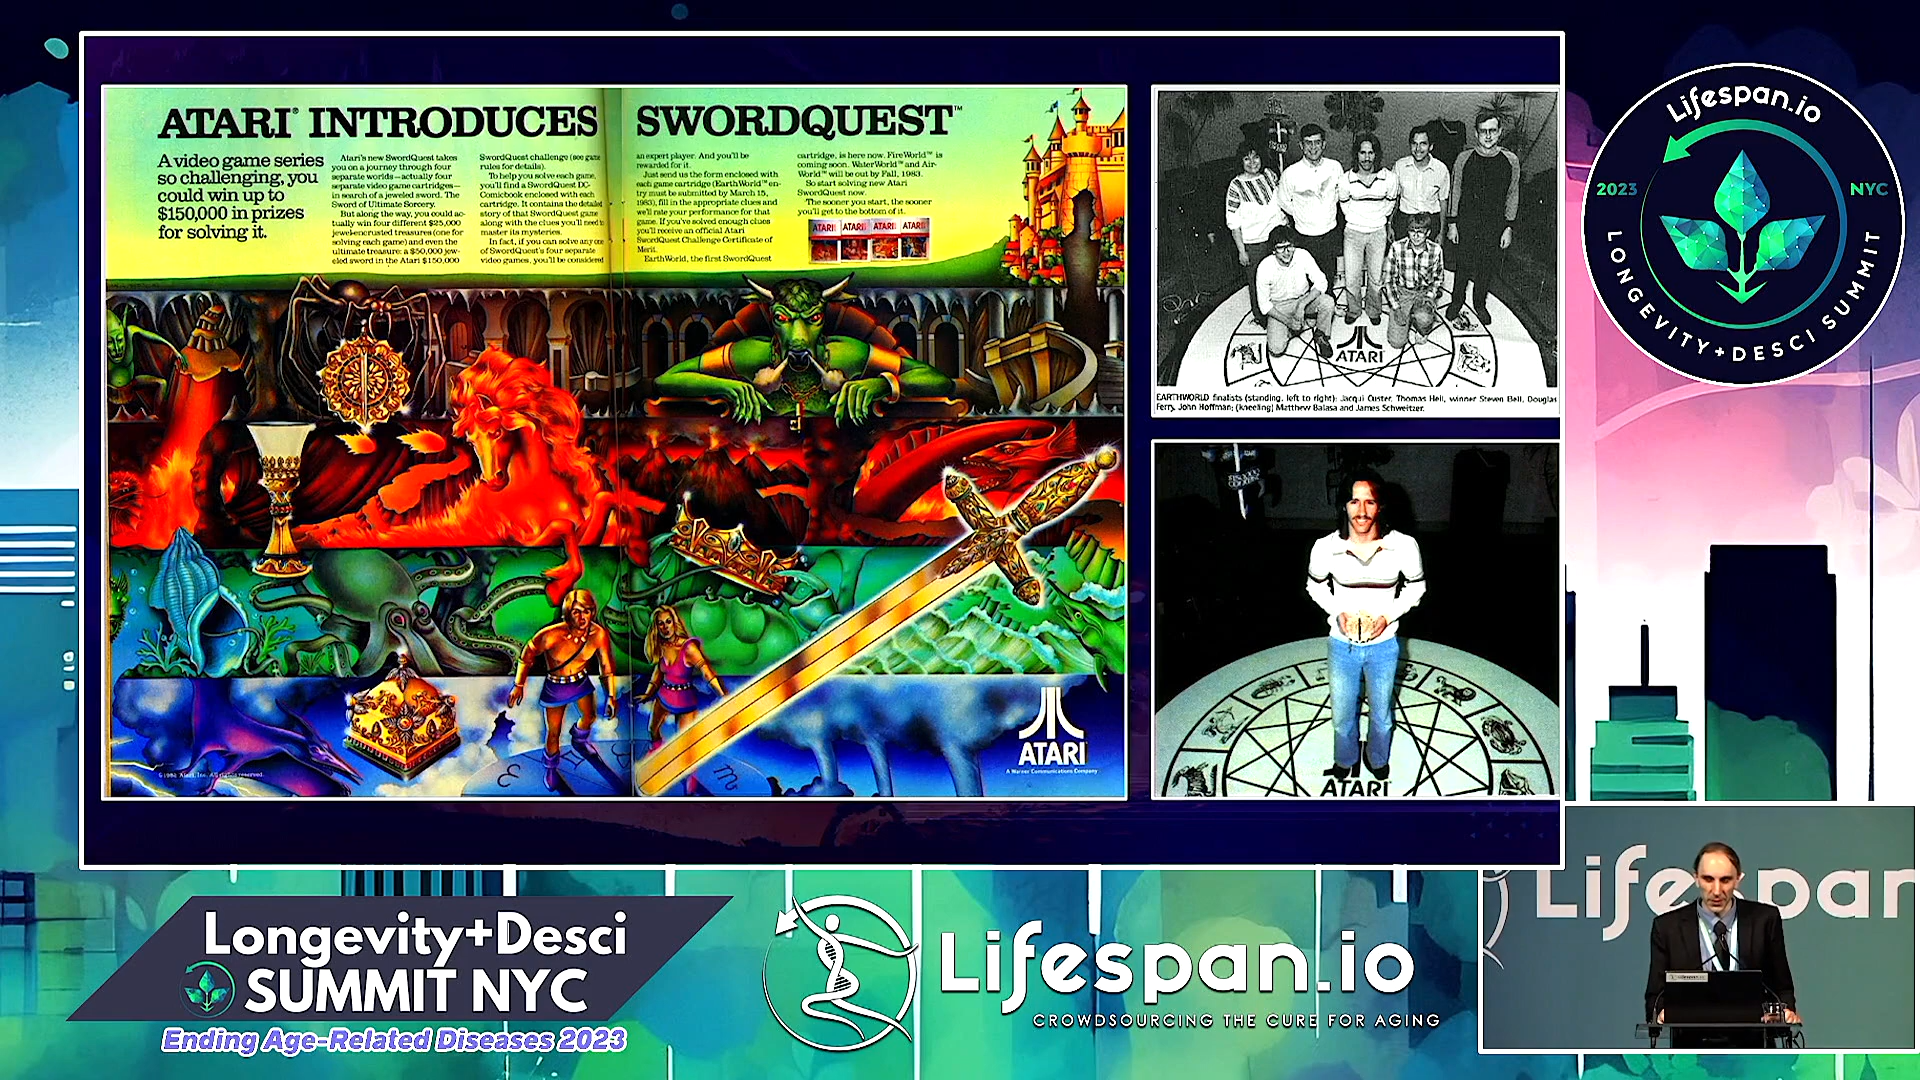 ATARI® INTRODUCES SWORDQUEST™
A video game series
so challenging, you
could win up to
$150,000 in prizes
for solving it.
Atari's new SwordQuest takes
you on a journey through four
separate worlds—actually four
separate video game cartridges—
in search of a jeweled sword. The
Sword of Ultimate Sorcery.
But along the way, you could ac-
tually win four different $25,000
jewel-encrusted treasures (one for
solving each game) and even the
ultimate treasure: a $50,000 jew-
eled sword in the Atari $150,000
SwordQuest challenge (see game
rules for details).
To help you solve each game,
you'll find a SwordQuest DC-
comicbook enclosed with each
cartridge. It contains the detailed
story of that SwordQuest game
along with the clues you'll need to
master its mysteries.
In fact, if you can solve any one
of SwordQuest's four separate
video games, you'll be considered
an expert player. And you'll be
rewarded for it.
Just send us the form enclosed with
each game cartridge (EarthWorld™ en-
try must be submitted by March 15,
1983), fill in the appropriate clues and
we'll rate your performance for that
game. If you've solved enough clues
you'll receive an official Atari
SwordQuest Challenge Certificate of
Merit.
EarthWorld, the first SwordQuest
cartridge, is here now. FireWorld™ is
coming soon. WaterWorld™ and Air-
World™ will be out by Fall, 1983.
So start solving new Atari
SwordQuest now.
The sooner you start, the sooner
you'll get to the bottom of it.
ATARI ATARI ATARI ATARI
©1982 Atari, Inc. All rights reserved.
ATARI
A Warner Communications Company
ATARI
EARTHWORLD finalists (standing, left to right): Jacqui Custer, Thomas Hell, winner Steven Bell, Douglas
Ferry, John Hoffman; (kneeling) Matthew Balasa and James Schweitzer.
ATARI
Lifespan.io
2023
NYC
LONGEVITY+DESCI SUMMIT
Longevity+Desci
SUMMIT NYC
Ending Age-Related Diseases 2023
Lifespan.io
CROWDSOURCING THE CURE FOR AGING
Lifespan